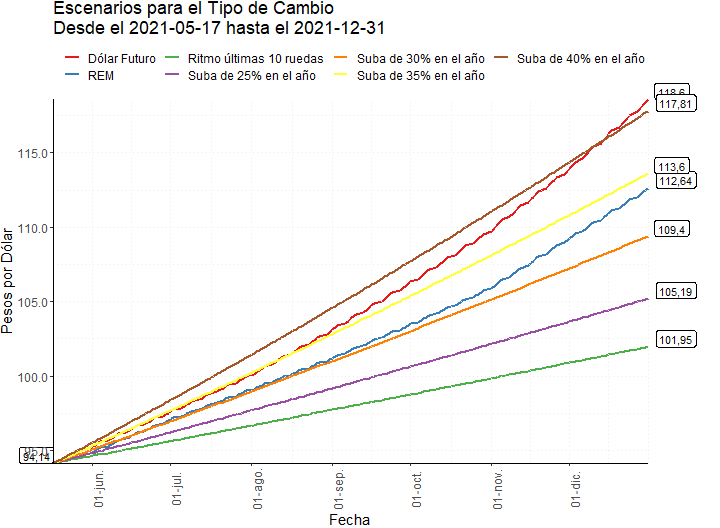 Escenarios para el Tipo de Cambio
Desde el 2021-05-17 hasta el 2021-12-31
Dólar Futuro
Ritmo últimas 10 ruedas
Suba de 30% en el año
Suba de 40% en el año
REM
Suba de 25% en el año
Suba de 35% en el año
118,6
117,81
115.0
113,6
112,64
110.0
109,4
105.0
105,19
101,95
100.0
94,14
Pesos por Dólar
01-jun.
01-jul.
01-ago.
01-sep.
01-oct.
01-nov.
01-dic.
Fecha